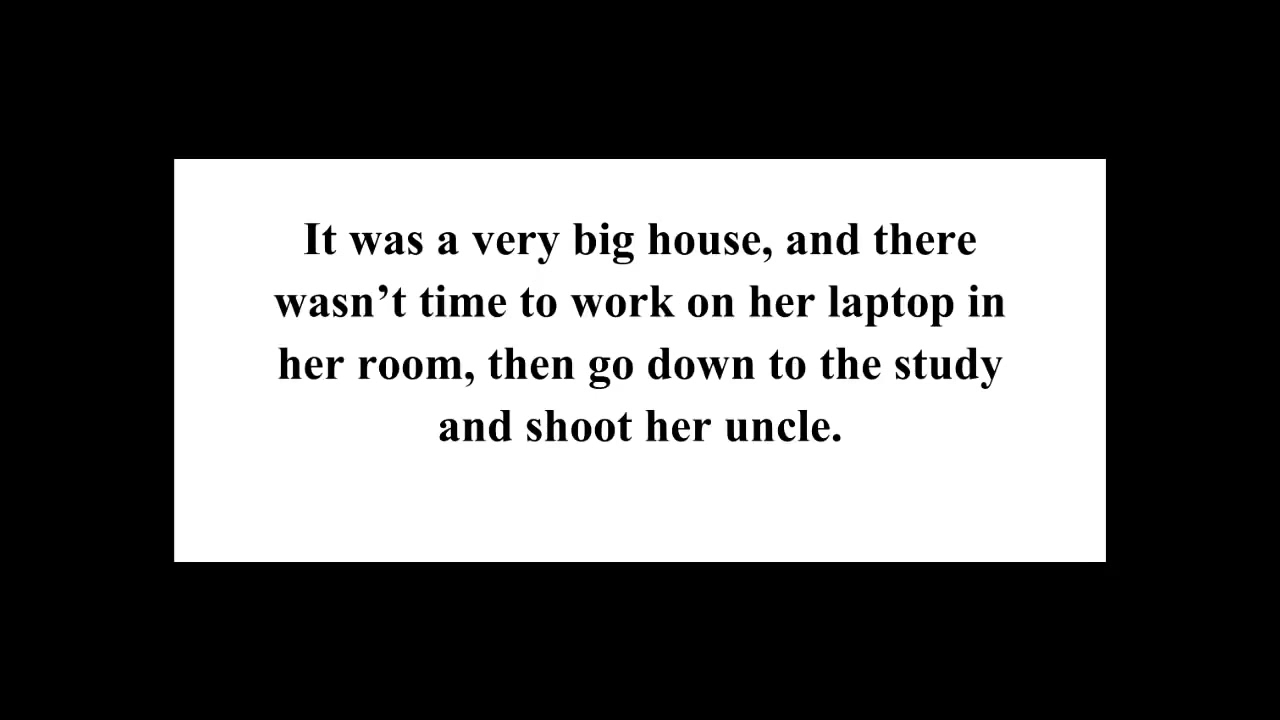 It was a very big house, and there
wasn’t time to work on her laptop in
her room, then go down to the study
and shoot her uncle.